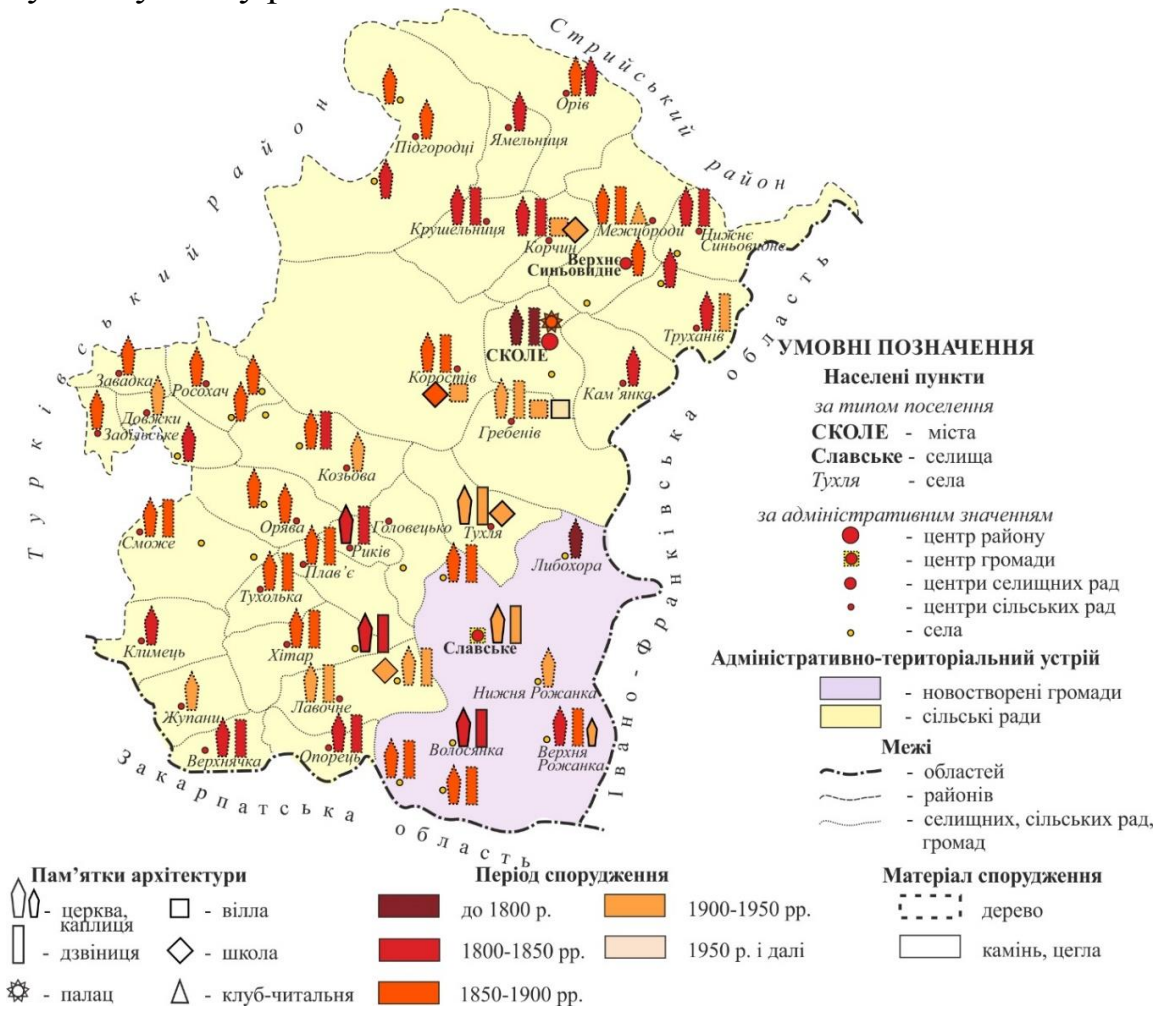 Стрийський район
Турківський район
Орів
Ямельниця
Підгородці
Крушельниця
Корчин
Межиброди
Нижнє
Синьовидне
Верхнє
Синьовидне
Труханів
СКОЛЕ
Коростів
Кам’янка
Гребенів
Завадка
Росохач
Довжки
Задільське
Козьова
Орява
Головецько
Тухля
Сможе
Риків
Плав’є
Либохора
Тухолька
Климець
Хітар
Славське
Нижня Рожанка
Жупани
Лавочне
Верхнячка
Опорець
Волосянка
Верхня
Рожанка
Івано-Франківська область
Закарпатська область
УМОВНІ ПОЗНАЧЕННЯ
Населені пункти
за типом поселення
СКОЛЕ - міста
Славське - селища
Тухля - села
за адміністративним значенням
- центр району
- центр громади
- центри селищних рад
- центри сільських рад
- села
Адміністративно-територіальний устрій
- новостворені громади
- сільські ради
Межі
- областей
- районів
- селищних, сільських рад,
громад
Пам’ятки архітектури
- церква,
каплиця
- дзвіниця
- палац
- вілла
- школа
- клуб-читальня
Період спорудження
до 1800 р.
1800-1850 рр.
1850-1900 рр.
1900-1950 рр.
1950 р. і далі
Матеріал спорудження
дерево
камінь, цегла